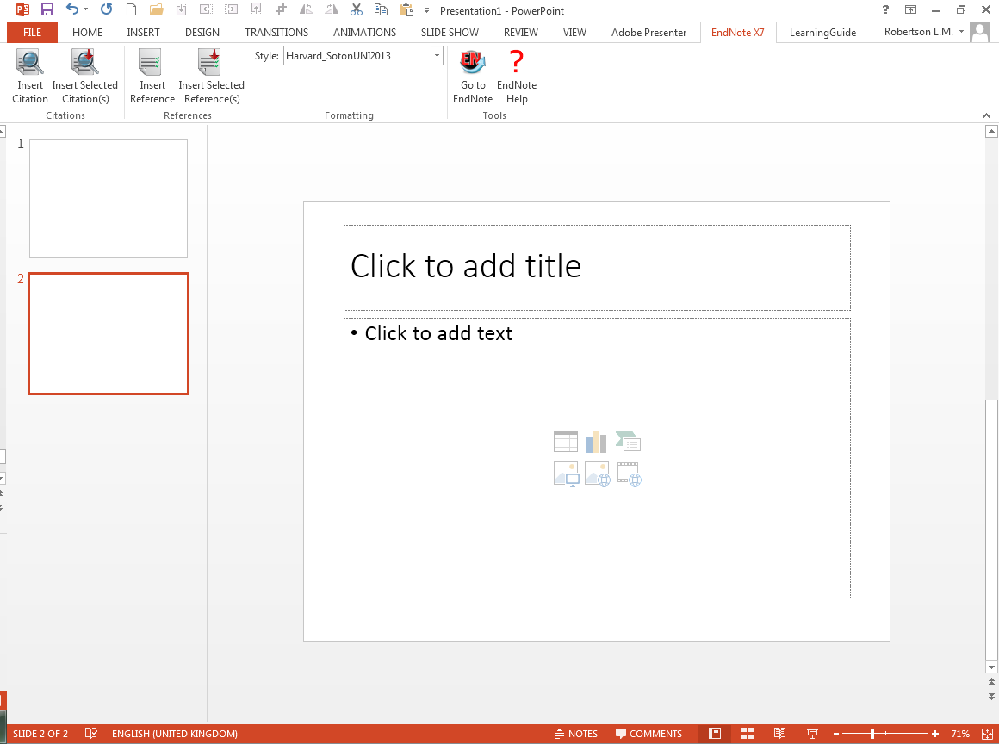 Presentation1 - PowerPoint
?
FILE HOME INSERT DESIGN TRANSITIONS ANIMATIONS SLIDE SHOW REVIEW VIEW Adobe Presenter EndNote X7 LearningGuide Robertson L.M.
Insert Citation
Insert Selected Citation(s)
Citations
Insert Reference
Insert Selected Reference(s)
References
Style: Harvard_SotonUNI2013
Formatting
EN
Go to EndNote
?
EndNote Help
Tools
1
2
Click to add title
• Click to add text
SLIDE 2 OF 2 ENGLISH (UNITED KINGDOM) NOTES COMMENTS 71%